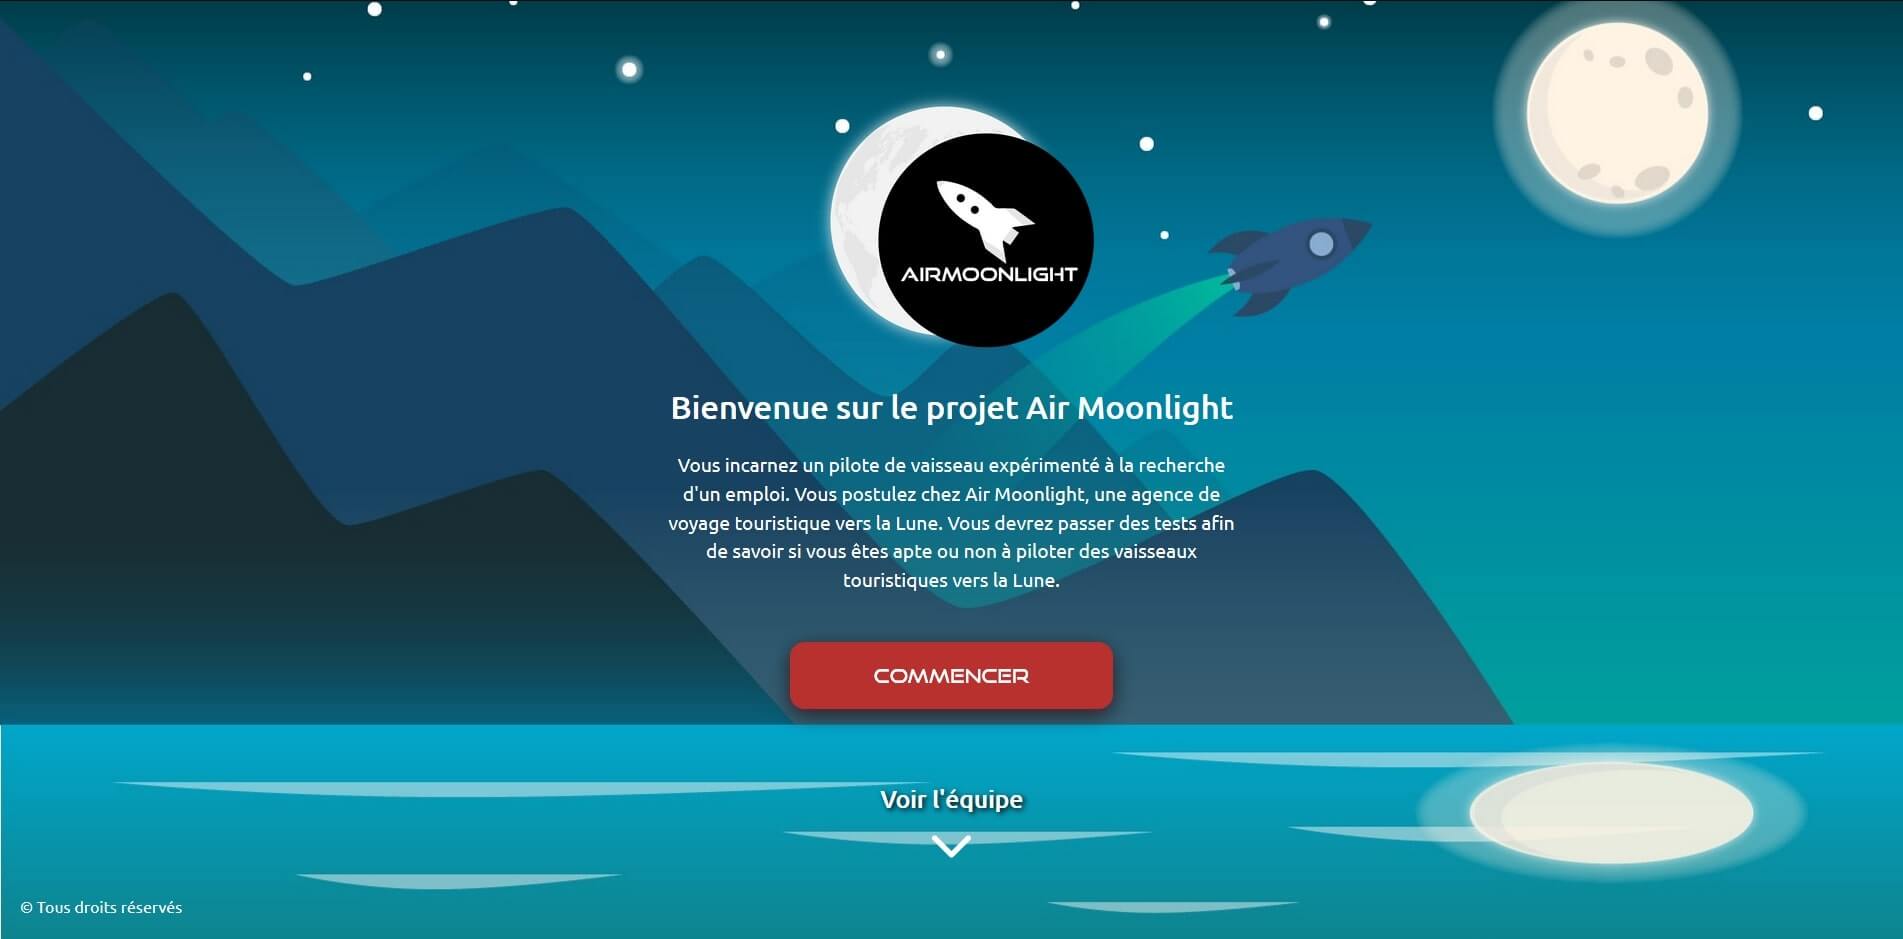 AIRMOONLIGHT
Bienvenue sur le projet Air Moonlight
Vous incarnez un pilote de vaisseau expérimenté à la recherche
d'un emploi. Vous postulez chez Air Moonlight, une agence de
voyage touristique vers la Lune. Vous devrez passer des tests afin
de savoir si vous êtes apte ou non à piloter des vaisseaux
touristiques vers la Lune.
COMMENCER
Voir l'équipe
© Tous droits réservés